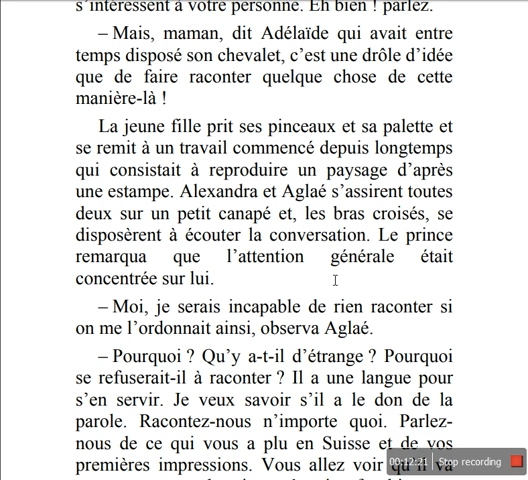 s'intéressent à votre personne. Eh bien ! parlez.
– Mais, maman, dit Adélaïde qui avait entre
temps disposé son chevalet, c'est une drôle d'idée
que de faire raconter quelque chose de cette
manière-là !
La jeune fille prit ses pinceaux et sa palette et
se remit à un travail commencé depuis longtemps
qui consistait à reproduire un paysage d'après
une estampe. Alexandra et Aglaé s'assirent toutes
deux sur un petit canapé et, les bras croisés, se
disposèrent à écouter la conversation. Le prince
remarqua que l'attention générale était
concentrée sur lui.
– Moi, je serais incapable de rien raconter si
on me l'ordonnait ainsi, observa Aglaé.
– Pourquoi ? Qu'y a-t-il d'étrange ? Pourquoi
se refuserait-il à raconter ? Il a une langue pour
s'en servir. Je veux savoir s'il a le don de la
parole. Racontez-nous n'importe quoi. Parlez-
nous de ce qui vous a plu en Suisse et de vos
premières impressions. Vous allez voir qu'il va
00:12:21 Stop recording